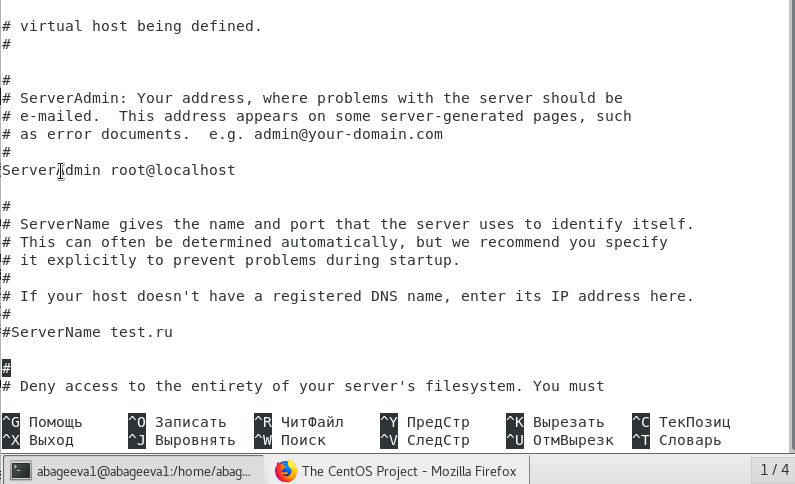 # virtual host being defined.
#
#
# ServerAdmin: Your address, where problems with the server should be
# e-mailed.  This address appears on some server-generated pages, such
# as error documents.  e.g. admin@your-domain.com
#
ServerAdmin root@localhost
#
# ServerName gives the name and port that the server uses to identify itself.
# This can often be determined automatically, but we recommend you specify
# it explicitly to prevent problems during startup.
#
# If your host doesn't have a registered DNS name, enter its IP address here.
#
#ServerName test.ru
#
# Deny access to the entirety of your server's filesystem. You must
^G Помощь ^O Записать ^R ЧитФайл ^Y ПредСтр ^K Вырезать ^C ТекПозиц
^X Выход ^J Выровнять ^W Поиск ^V СледСтр ^U ОтмВырезк ^T Словарь
abageeva1@abageeva1:/home/abag... The CentOS Project - Mozilla Firefox 1 / 4